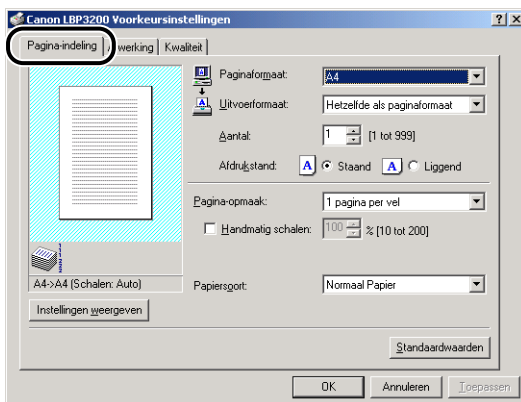 Canon LBP3200 Voorkeursinstellingen
Pagina-indeling
werking
Kwaliteit
Paginaformaat:
A4
Uitvoerformaat:
Hetzelfde als paginaformaat
Aantal:
1
[1 tot 999]
Afdrukstand:
A
Staand
A
Liggend
Pagina-opmaak:
1 pagina per vel
Handmatig schalen:
100
% [10 tot 200]
A4->A4 (Schalen: Auto)
Papiersoort:
Normaal Papier
Instellingen weergeven
Standaardwaarden
OK
Annuleren
Toepassen